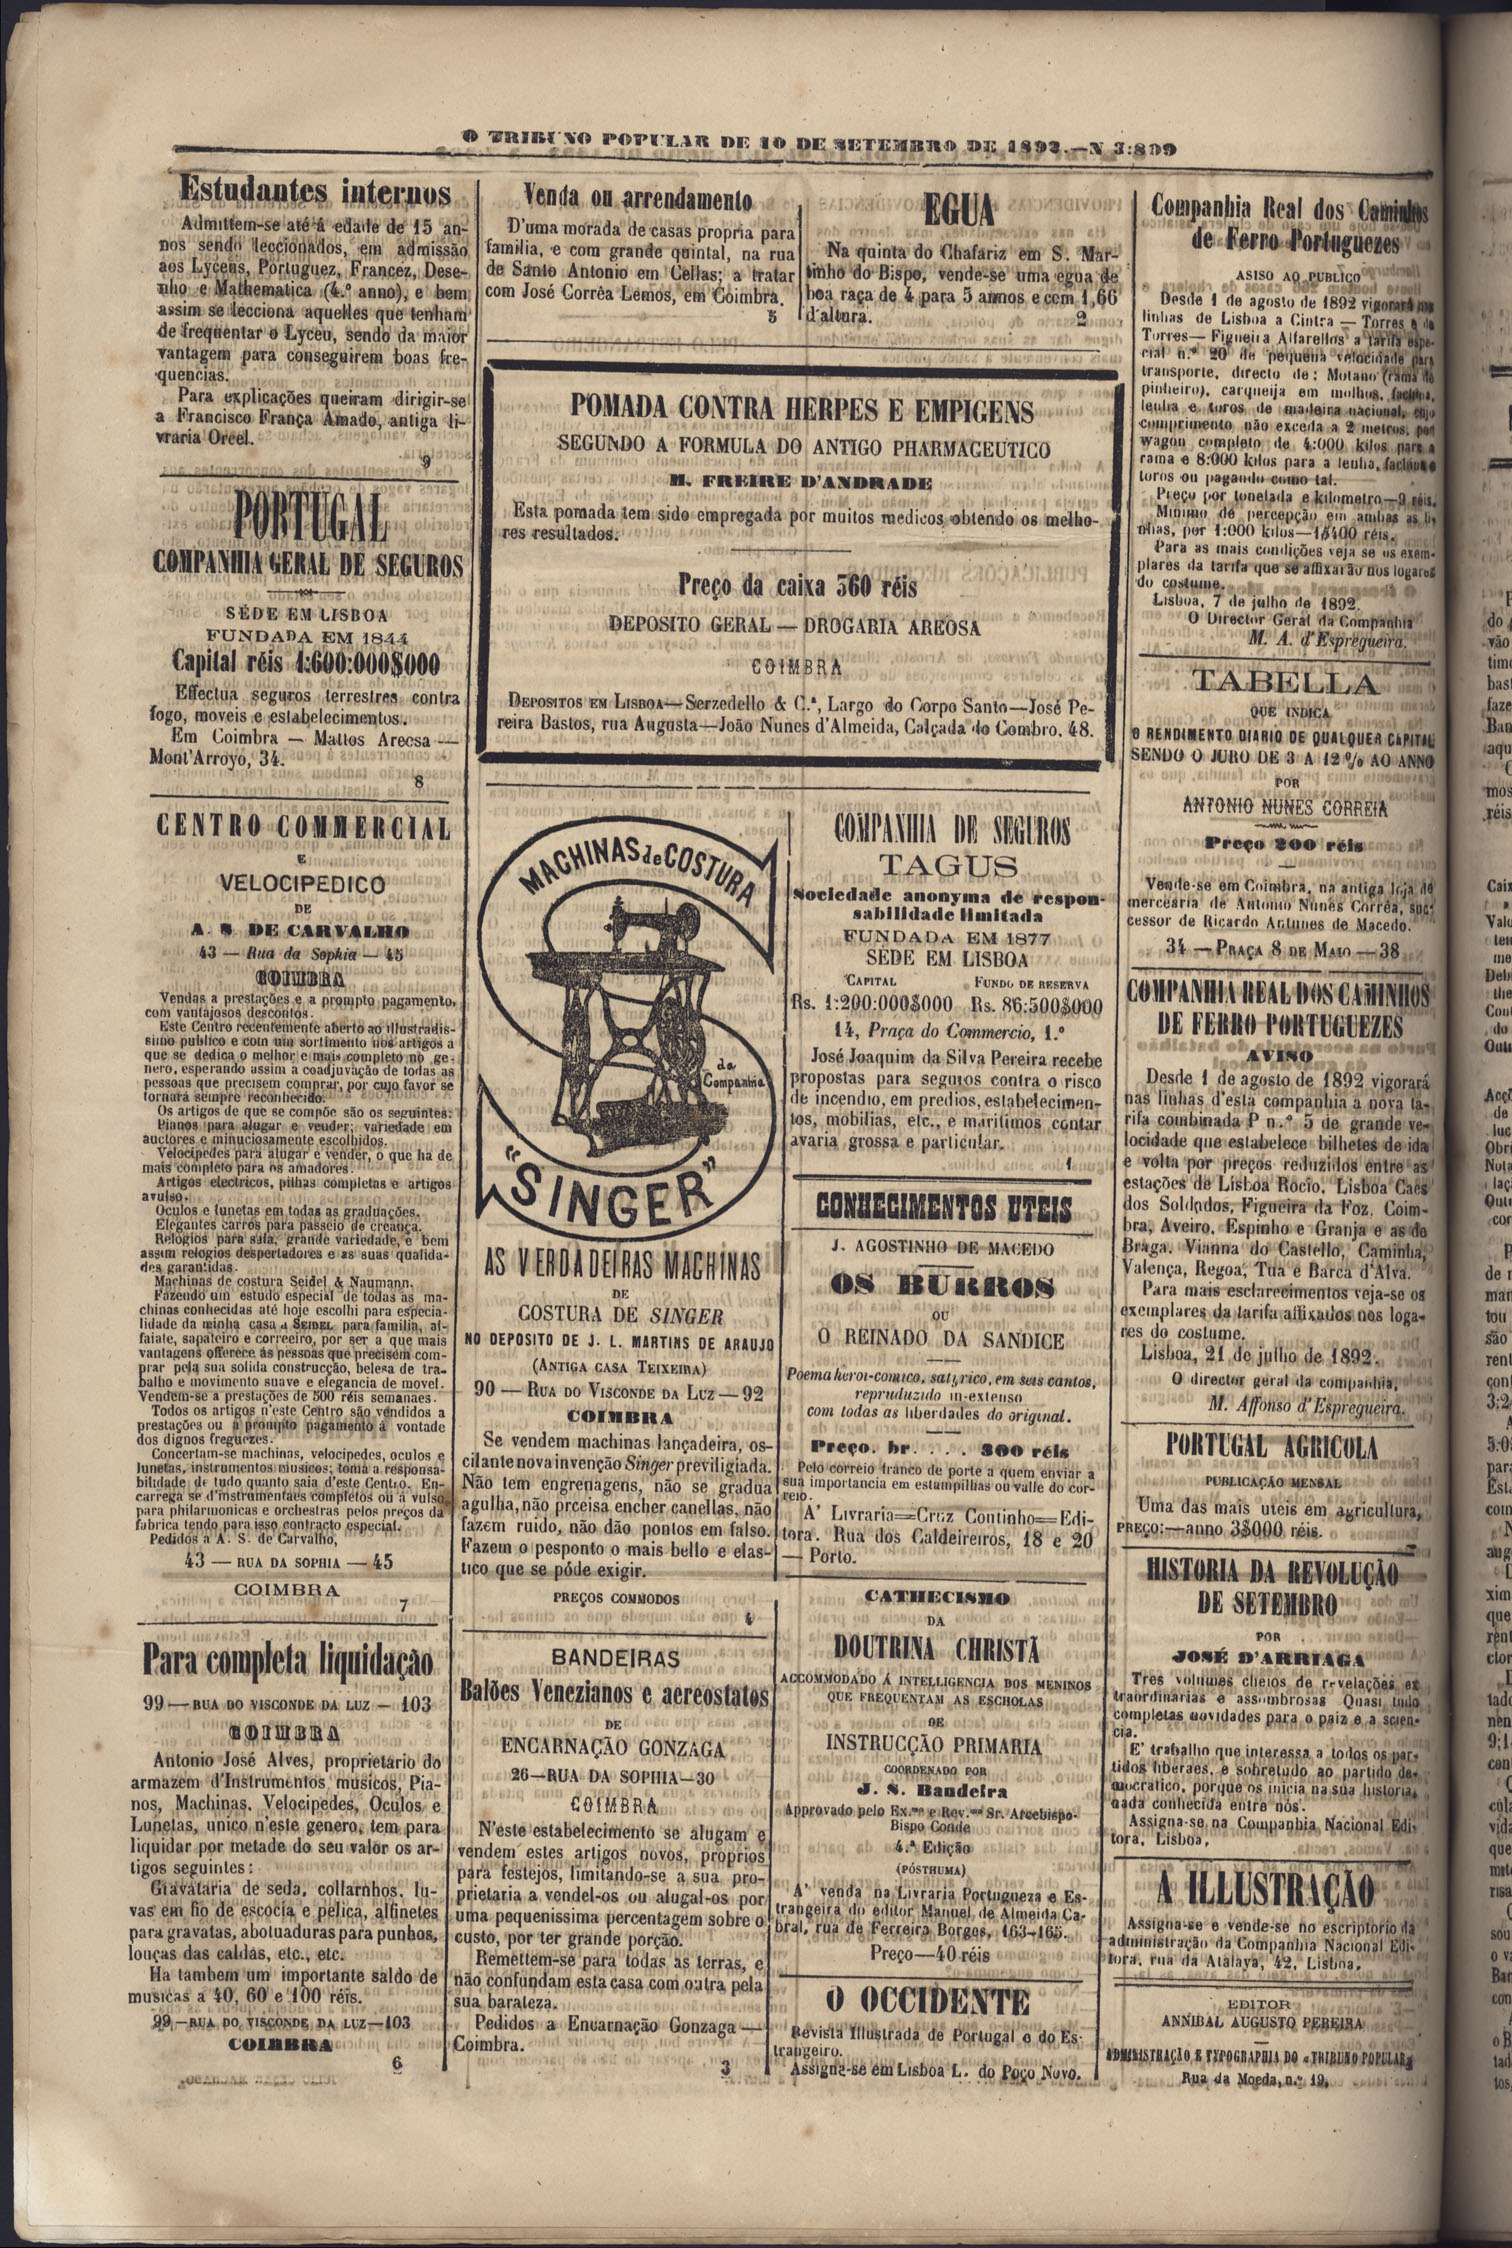 O TRIBUNO POPULAR DE 10 DE SETEMBRO DE 1892.—N 3:899
Estudantes internos
Admittem-se até á edade de 15 an-
nos sendo leccionados, em admissão
aos Lyceus, Portuguez, Francez, Dese-
nho e Mathematica (4.º anno), e bem
assim se lecciona aquelles que tenham
de frequentar o Lyceu, sendo da maior
vantagem para conseguirem boas fre-
quencias.
Para explicações queiram dirigir-se
a Francisco França Amado, antiga li-
vraria Orcel.
9
PORTUGAL
COMPANHIA GERAL DE SEGUROS
SÉDE EM LISBOA
FUNDADA EM 1844
Capital réis 1:600:000$000
Effectua seguros terrestres contra
fogo, moveis e estabelecimentos.
Em Coimbra — Mattos Areosa —
Mont'Arroyo, 34.
8
CENTRO COMMERCIAL
E
VELOCIPEDICO
DE
A. S. DE CARVALHO
43 — Rua da Sophia — 45
COIMBRA
Vendas a prestações e a prompto pagamento,
com vantajosos descontos.
Este Centro recentemente aberto ao illustradis-
simo publico e com um sortimento nos artigos a
que se dedica o melhor e mais completo no ge-
nero, esperando assim a coadjuvação de todas as
pessoas que precisem comprar, por cujo favor se
tornará sempre reconhecido.
Os artigos de que se compõe são os seguintes:
Pianos para alugar e vender; variedade em
auctores e minuciosamente escolhidos.
Velocipedes para alugar e vender, o que ha de
mais completo para os amadores.
Artigos electricos, pilhas completas e artigos
avulso.
Oculos e lunetas em todas as graduações.
Elegantes carros para passeio de creança.
Relogios para sala, grande variedade, e bem
assim relogios despertadores e as suas qualida-
des garantidas.
Machinas de costura Seidel & Naumann.
Fazendo um estudo especial de todas as ma-
chinas conhecidas até hoje escolhi para especia-
lidade da minha casa a SEIDEL para familia, al-
faiate, sapateiro e correeiro, por ser a que mais
vantagens offerece ás pessoas que precisem com-
prar pela sua solida construcção, belesa de tra-
balho e movimento suave e elegancia de movel.
Vendem-se a prestações de 500 réis semanaes.
Todos os artigos n'este Centro são vendidos a
prestações ou a prompto pagamento á vontade
dos dignos freguezes.
Concertam-se machinas, velocipedes, oculos e
lunetas, instrumentos musicos; toma a responsa-
bilidade de tudo quanto saia d'este Centro. En-
carrega se d'instrumentaes completos ou a vulso
para philarmonicas e orchestras pelos preços da
fabrica tendo para isso contracto especial.
Pedidos a A. S. de Carvalho,
43 — RUA DA SOPHIA — 45
COIMBRA
7
Para completa liquidação
99 — RUA DO VISCONDE DA LUZ — 103
COIMBRA
Antonio José Alves, proprietario do
armazem d'Instrumentos musicos, Pia-
nos, Machinas, Velocipedes, Oculos e
Lunetas, unico n'este genero, tem para
liquidar por metade do seu valor os ar-
tigos seguintes:
Gravataria de seda, collarnhos, lu-
vas em fio de escocia e pelica, alfinetes
para gravatas, abotuaduras para punhos,
louças das caldas, etc., etc.
Ha tambem um importante saldo de
musicas a 40, 60 e 100 réis.
99,—RUA DO VISCONDE DA LUZ—103
COIMBRA
6
Venda ou arrendamento
D'uma morada de casas propria para
familia, e com grande quintal, na rua
de Santo Antonio em Cellas; a tratar
com José Corrêa Lemos, em Coimbra.
5
EGUA
Na quinta do Chafariz em S. Mar-
tinho do Bispo, vende-se uma egua de
boa raça de 4 para 5 annos e com 1,66
d'altura.
2
POMADA CONTRA HERPES E EMPIGENS
SEGUNDO A FORMULA DO ANTIGO PHARMACEUTICO
M. FREIRE D'ANDRADE
Esta pomada tem sido empregada por muitos medicos obtendo os melho-
res resultados.
Preço da caixa 360 réis
DEPOSITO GERAL — DROGARIA AREOSA
COIMBRA
DEPOSITOS EM LISBOA—Serzedello & C.ª, Largo do Corpo Santo—José Pe-
reira Bastos, rua Augusta—João Nunes d'Almeida, Calçada do Combro, 48.
MACHINAS de COSTURA
da
Companhia
"SINGER"
AS VERDADEIRAS MACHINAS
DE
COSTURA DE SINGER
NO DEPOSITO DE J. L. MARTINS DE ARAUJO
(ANTIGA CASA TEIXEIRA)
90 — RUA DO VISCONDE DA LUZ — 92
COIMBRA
Se vendem machinas lançadeira, os-
cilante nova invenção Singer previligiada.
Não tem engrenagens, não se gradua
agulha, não prceisa encher canellas, não
fazem ruido, não dão pontos em falso.
Fazem o pesponto o mais bello e elas-
tico que se póde exigir.
PREÇOS COMMODOS
4
BANDEIRAS
Balões Venezianos e aereostatos
DE
ENCARNAÇÃO GONZAGA
26—RUA DA SOPHIA—30
COIMBRA
N'este estabelecimento se alugam e
vendem estes artigos novos, proprios
para festejos, limitando-se a sua pro-
prietaria a vendel-os ou alugal-os por
uma pequenissima percentagem sobre o
custo, por ter grande porção.
Remettem-se para todas as terras, e
não confundam esta casa com outra pela
sua barateza.
Pedidos a Encarnação Gonzaga —
Coimbra.
3
COMPANHIA DE SEGUROS
TAGUS
Sociedade anonyma de respon-
sabilidade limitada
FUNDADA EM 1877
SÉDE EM LISBOA
CAPITAL FUNDO DE RESERVA
Rs. 1:200:000$000 Rs. 86:500$000
14, Praça do Commercio, 1.º
José Joaquim da Silva Pereira recebe
propostas para seguros contra o risco
de incendio, em predios, estabelecimen-
tos, mobilias, etc., e maritimos contar
avaria grossa e particular.
1
CONHECIMENTOS UTEIS
J. AGOSTINHO DE MACEDO
OS BURROS
OU
O REINADO DA SANDICE
Poema heroi-comico, satyrico, em seis cantos,
repruduzido in-extenso
com todas as liberdades do original.
Preço. br. . . . 300 réis
Pelo correio franco de porte a quem enviar a
sua importancia em estampilhas ou valle do cor-
reio.
A' Livraria=Cruz Continho=Edi-
tora. Rua dos Caldeireiros, 18 e 20
— Porto.
CATHECISMO
DA
DOUTRINA CHRISTÃ
ACCOMMODADO Á INTELLIGENCIA DOS MENINOS
QUE FREQUENTAM AS ESCHOLAS
DE
INSTRUCÇÃO PRIMARIA
COORDENADO POR
J. S. Bandeira
Approvado pelo Ex.mo e Rev.mo Sr. Arcebispo-
Bispo Conde
4.ª Edição
(PÓSTHUMA)
A' venda na Livraria Portugueza e Es-
trangeira do editor Manuel de Almeida Ca-
bral, rua de Ferreira Borges, 163-165.
Preço—40 réis
O OCCIDENTE
Revista Illustrada de Portugal e do Es-
trangeiro.
Assigna-se em Lisboa L. do Poço Novo.
Companhia Real dos Caminhos
de Ferro Portuguezes
ASISO AO PUBLICO
Desde 1 de agosto de 1892 vigorará nas
linhas de Lisboa a Cintra — Torres e de
Torres— Figueira Alfarellos a tarifa espe-
cial n.º 20 de pequena velocidade para
transporte, directo de: Motano (rama de
pinheiro), carqueija em molhos, fachina,
lenha e toros de madeira nacional, cujo
comprimento não exceda a 2 metros, por
wagon completo de 4:000 kilos para a
rama e 8:000 kilos para a lenha, fachina e
toros ou pagando como tal.
Preço por tonelada e kilometro—9 réis.
Minimo de percepção em ambas as li-
nhas, por 1:000 kilos—1$400 réis.
Para as mais condições veja se os exem-
plares da tarifa que se affixarão nos logares
do costume.
Lisboa, 7 de julho de 1892.
O Director Geral da Companhia
M. A. d'Espregueira.
TABELLA
QUE INDICA
O RENDIMENTO DIARIO DE QUALQUER CAPITAL
SENDO O JURO DE 3 A 12 % AO ANNO
POR
ANTONIO NUNES CORREIA
Preço 200 réis
Vende-se em Coimbra, na antiga loja de
mercearia de Antonio Nunes Corrêa, suc-
cessor de Ricardo Antunes de Macedo.
34 — PRAÇA 8 DE MAIO — 38
COMPANHIA REAL DOS CAMINHOS
DE FERRO PORTUGUEZES
AVISO
Desde 1 de agosto de 1892 vigorará
nas linhas d'esta companhia a nova ta-
rifa combinada P n.º 5 de grande ve-
locidade que estabelece bilhetes de ida
e volta por preços reduzidos entre as
estações de Lisboa Rocio, Lisboa Caes
dos Soldados, Figueira da Foz, Coim-
bra, Aveiro, Espinho e Granja e as de
Braga. Vianna do Castello, Caminha,
Valença, Regoa, Tua e Barca d'Alva.
Para mais esclarecimentos veja-se os
exemplares da tarifa affixados nos loga-
res do costume.
Lisboa, 21 de julho de 1892.
O director geral da companhia,
M. Affonso d'Espregueira.
PORTUGAL AGRICOLA
PUBLICAÇÃO MENSAL
Uma das mais uteis em agricultura,
PREÇO:—anno 3$000 réis.
HISTORIA DA REVOLUÇÃO
DE SETEMBRO
POR
JOSÉ D'ARRIAGA
Tres volumes cheios de revelações ex
traordinarias e assombrosas Quasi tudo
completas novidades para o paiz e a scien-
cia.
E' trabalho que interessa a todos os par-
tidos liberaes, e sobretudo ao partido de-
mocratico, porque os inicia na sua historia,
nada conhecida entre nós.
Assigna-se na Companhia Nacional Edi-
tora, Lisboa.
A ILLUSTRAÇÃO
Assigna-se e vende-se no escriptorio da
administração da Companhia Nacional Edi-
tora, rua da Atalaya, 42, Lisboa.
EDITOR
ANNIBAL AUGUSTO PEREIRA
ADMINISTRAÇÃO E TYPOGRAPHIA DO «TRIBUNO POPULAR»
Rua da Moeda, n.º 19,